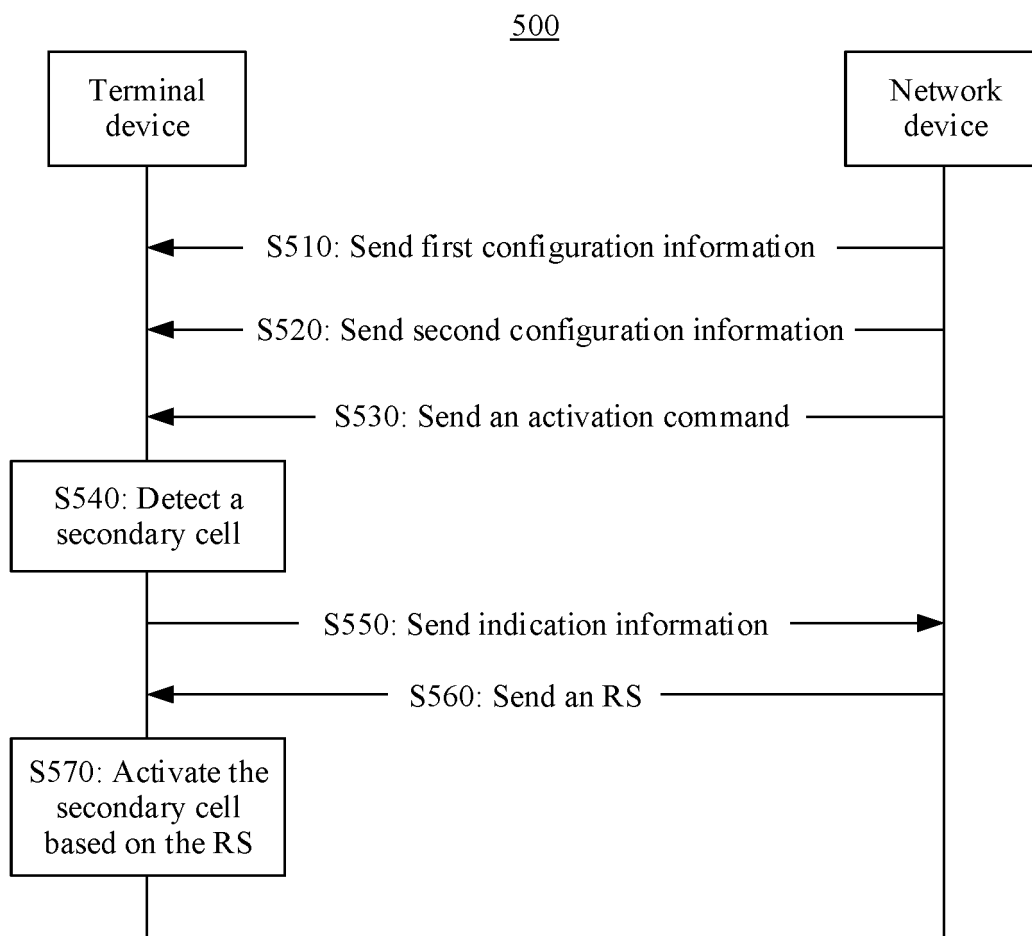 500
Terminal
device
Network
device
S510: Send first configuration information
S520: Send second configuration information
S530: Send an activation command
S540: Detect a
secondary cell
S550: Send indication information
S560: Send an RS
S570: Activate the
secondary cell
based on the RS